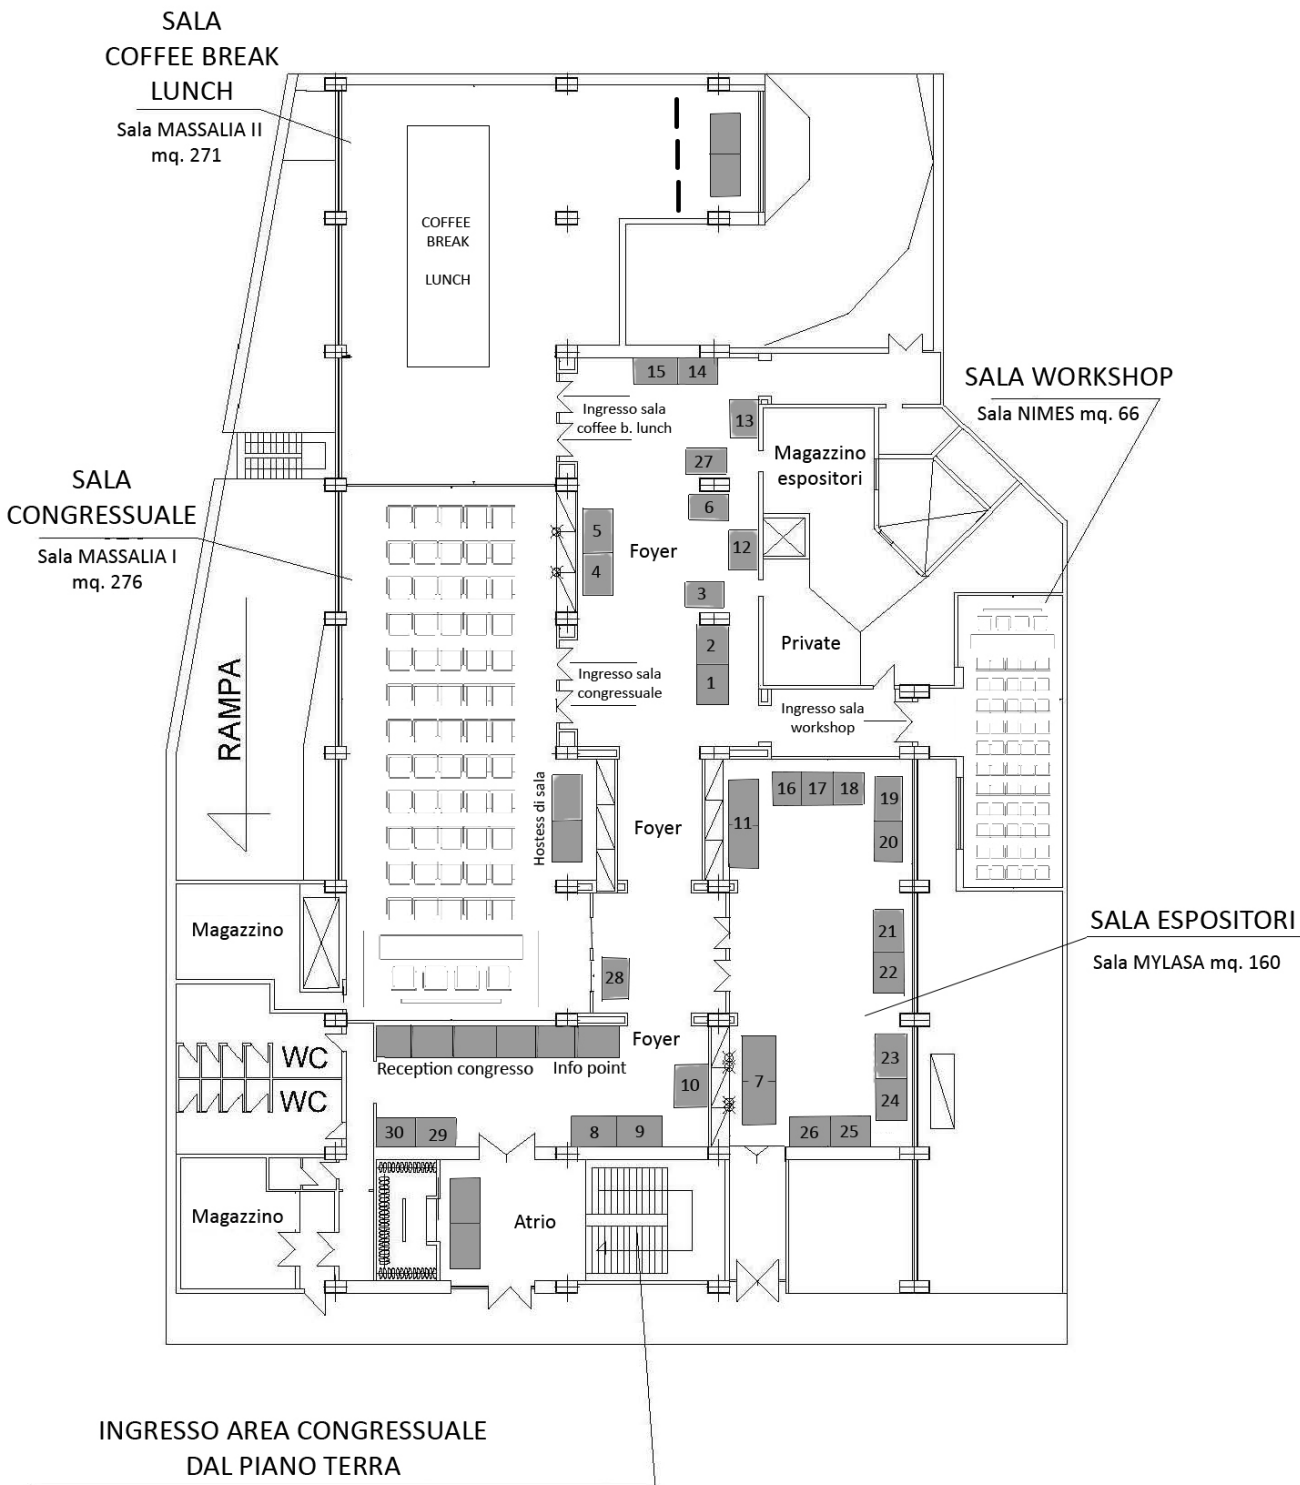 SALA
COFFEE BREAK
LUNCH
Sala MASSALIA II
mq. 271
COFFEE
BREAK
LUNCH
15 14
SALA WORKSHOP
Sala NIMES mq. 66
Ingresso sala
coffee b. lunch
13
Magazzino
espositori
27
6
SALA
CONGRESSUALE
Sala MASSALIA I
mq. 276
5
4
Foyer
12
3
2
1
Private
Ingresso sala
congressuale
Ingresso sala
workshop
RAMPA
Hostess di sala
Foyer
11
16 17 18
19
20
Magazzino
21
22
SALA ESPOSITORI
Sala MYLASA mq. 160
28
WC
WC
Reception congresso
Info point
Foyer
10
7
23
24
30 29
8 9
26 25
Magazzino
Atrio
INGRESSO AREA CONGRESSUALE
DAL PIANO TERRA